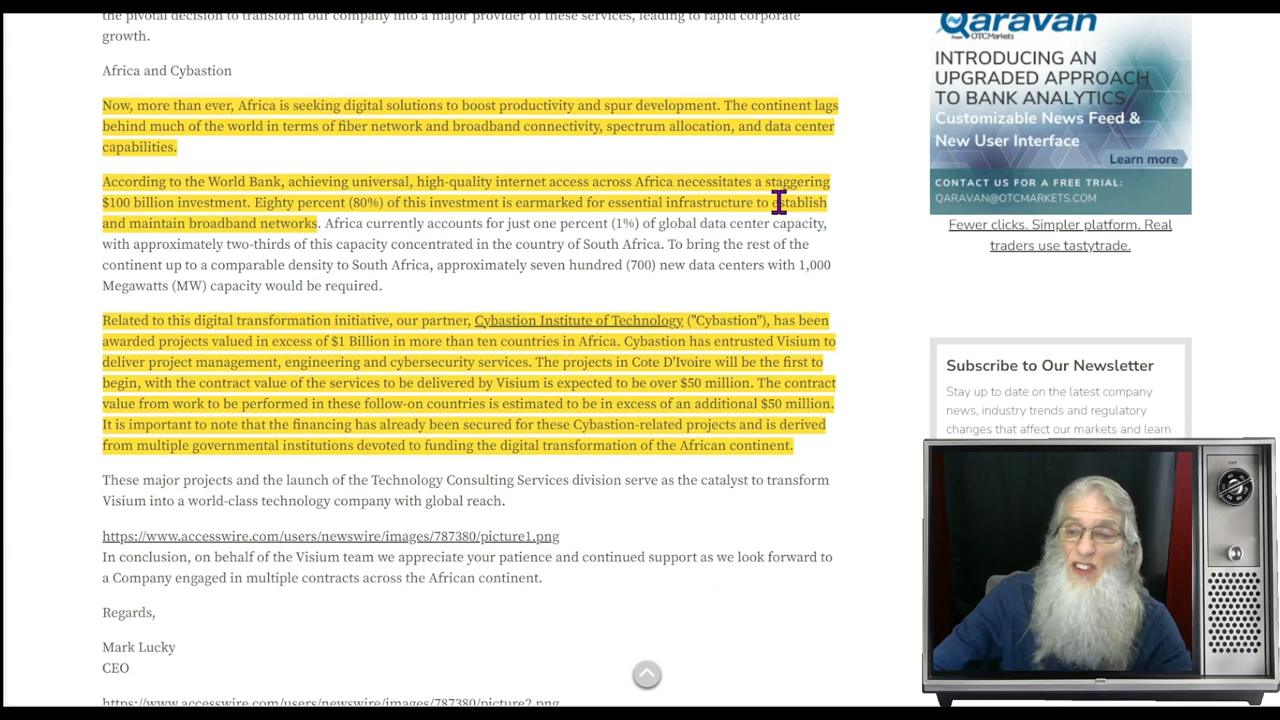 the pivotal decision to transform our company into a major provider of these services, leading to rapid corporate
growth.
Africa and Cybastion
Now, more than ever, Africa is seeking digital solutions to boost productivity and spur development. The continent lags
behind much of the world in terms of fiber network and broadband connectivity, spectrum allocation, and data center
capabilities.
According to the World Bank, achieving universal, high-quality internet access across Africa necessitates a staggering
$100 billion investment. Eighty percent (80%) of this investment is earmarked for essential infrastructure to establish
and maintain broadband networks. Africa currently accounts for just one percent (1%) of global data center capacity,
with approximately two-thirds of this capacity concentrated in the country of South Africa. To bring the rest of the
continent up to a comparable density to South Africa, approximately seven hundred (700) new data centers with 1,000
Megawatts (MW) capacity would be required.
Related to this digital transformation initiative, our partner, Cybastion Institute of Technology ("Cybastion"), has been
awarded projects valued in excess of $1 Billion in more than ten countries in Africa. Cybastion has entrusted Visium to
deliver project management, engineering and cybersecurity services. The projects in Cote D'Ivoire will be the first to
begin, with the contract value of the services to be delivered by Visium is expected to be over $50 million. The contract
value from work to be performed in these follow-on countries is estimated to be in excess of an additional $50 million.
It is important to note that the financing has already been secured for these Cybastion-related projects and is derived
from multiple governmental institutions devoted to funding the digital transformation of the African continent.
These major projects and the launch of the Technology Consulting Services division serve as the catalyst to transform
Visium into a world-class technology company with global reach.
https://www.accesswire.com/users/newswire/images/787380/picture1.png
In conclusion, on behalf of the Visium team we appreciate your patience and continued support as we look forward to
a Company engaged in multiple contracts across the African continent.
Regards,
Mark Lucky
CEO
https://www.accesswire.com/users/newswire/images/787380/picture2.png
Qaravan
From OTCMarkets
INTRODUCING AN
UPGRADED APPROACH
TO BANK ANALYTICS
Customizable News Feed &
New User Interface
Learn more
CONTACT US FOR A FREE TRIAL:
QARAVAN@OTCMARKETS.COM
Fewer clicks. Simpler platform. Real
traders use tastytrade.
Subscribe to Our Newsletter
Stay up to date on the latest company
news, industry trends and regulatory
changes that affect our markets and learn